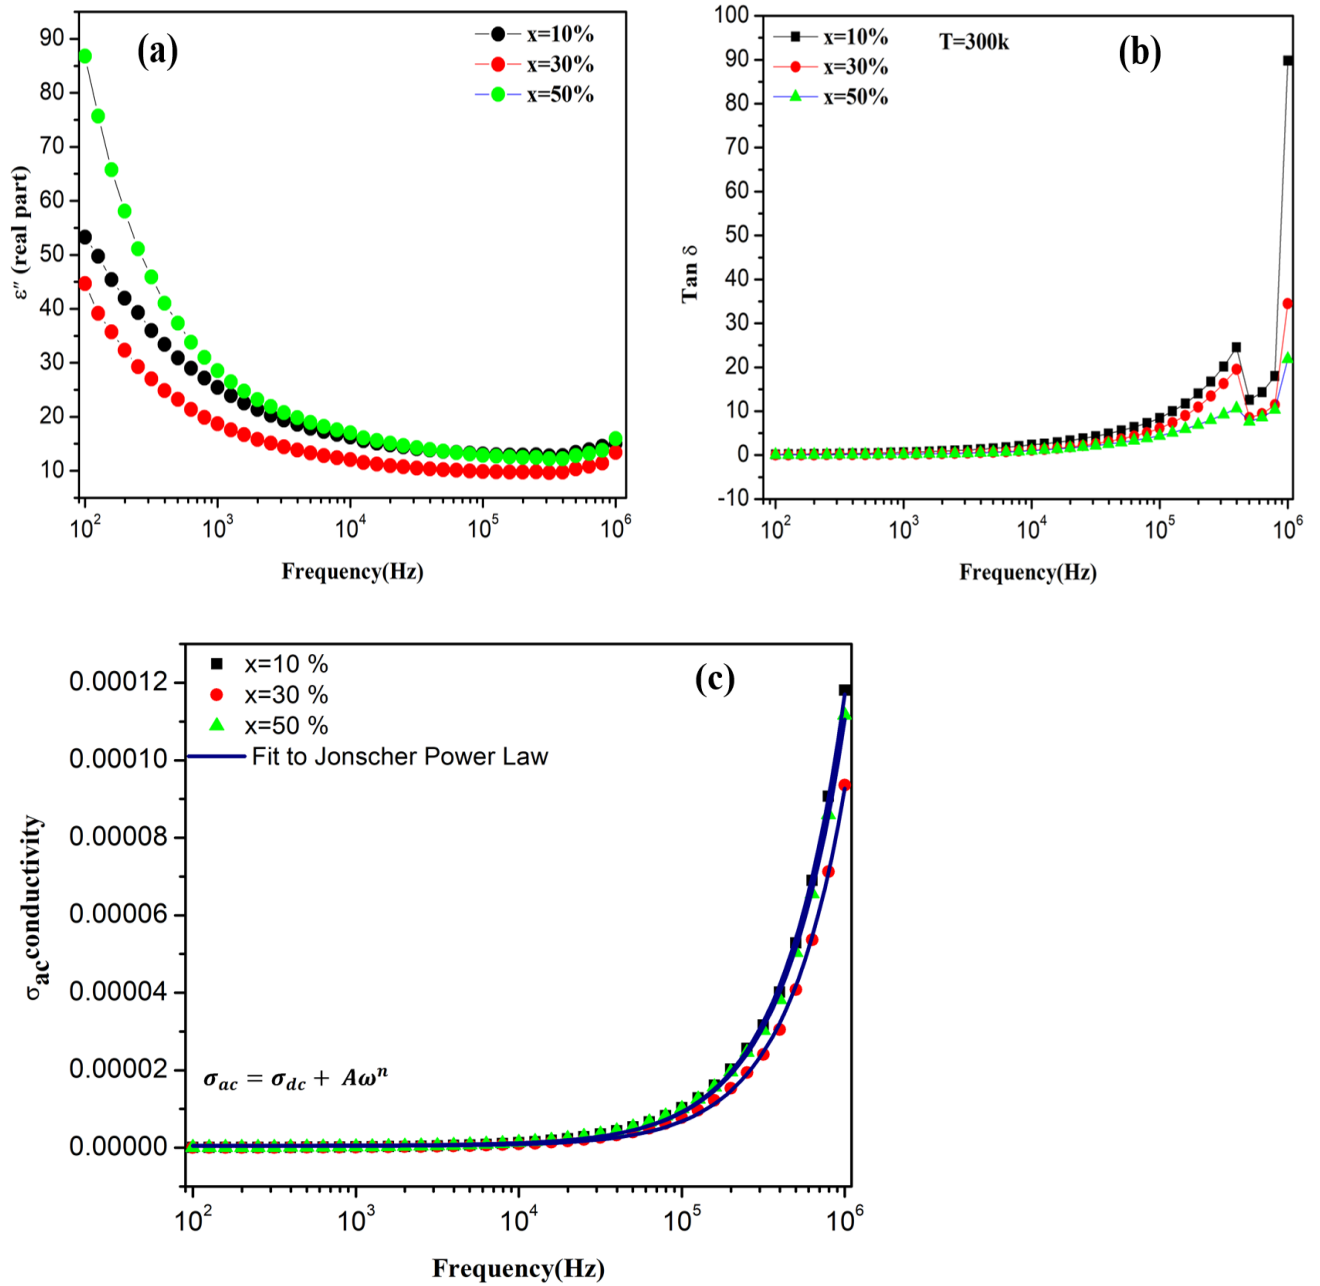 (a)
x=10%
x=30%
x=50%
90
80
70
60
50
40
30
20
10
ε″ (real part)
10² 10³ 10⁴ 10⁵ 10⁶
Frequency(Hz)
(b)
T=300k
x=10%
x=30%
x=50%
100
90
80
70
60
50
40
30
20
10
0
-10
Tan δ
10² 10³ 10⁴ 10⁵ 10⁶
Frequency(Hz)
(c)
x=10 %
x=30 %
x=50 %
Fit to Jonscher Power Law
0.00012
0.00010
0.00008
0.00006
0.00004
0.00002
0.00000
σac conductivity
σac = σdc + Aωⁿ
10² 10³ 10⁴ 10⁵ 10⁶
Frequency(Hz)